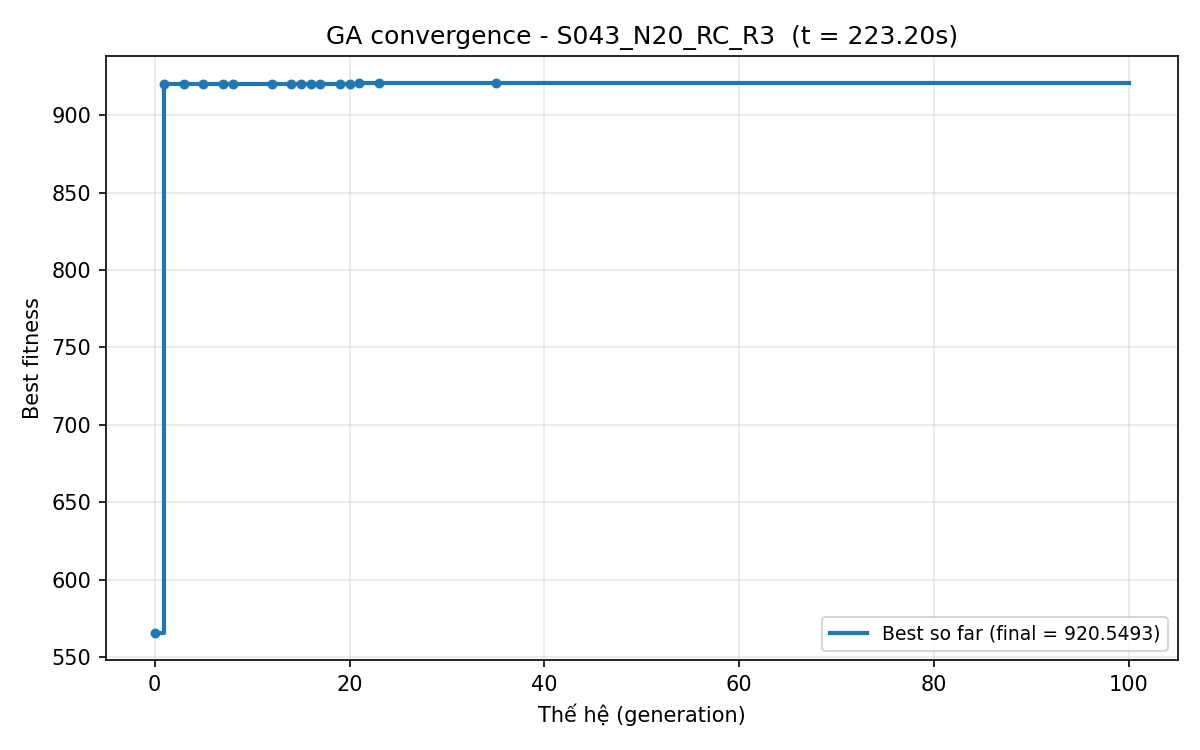 GA convergence - S043_N20_RC_R3  (t = 223.20s)
Best fitness
900
850
800
750
700
650
600
550
Best so far (final = 920.5493)
0 20 40 60 80 100
Thế hệ (generation)